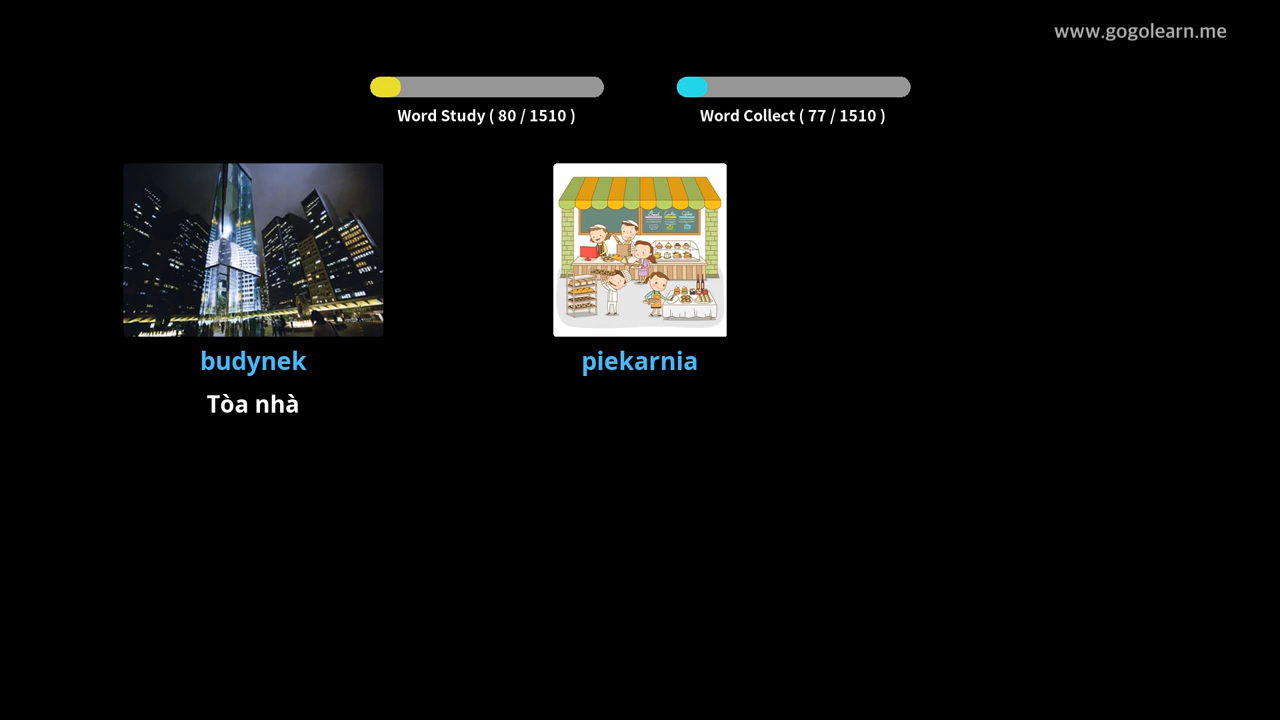 www.gogolearn.me
Word Study ( 80 / 1510 )
Word Collect ( 77 / 1510 )
budynek
piekarnia
Tòa nhà